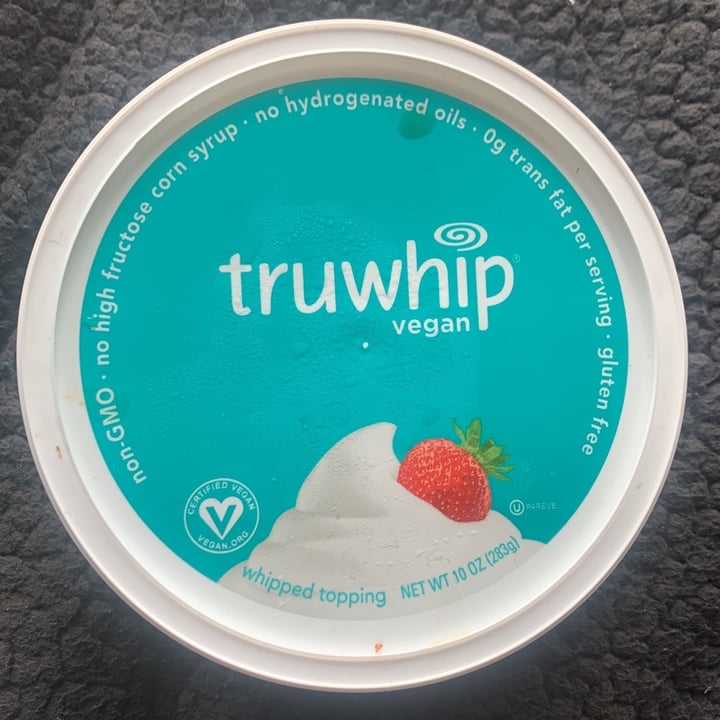 non-GMO · no high fructose corn syrup · no hydrogenated oils · 0g trans fat per serving · gluten free
truwhip®
vegan
CERTIFIED VEGAN
VEGAN.ORG
U PAREVE
whipped topping NET WT 10 OZ (283g)